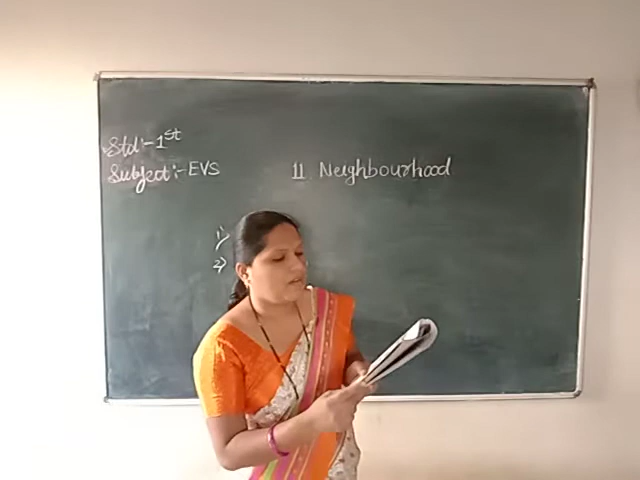 Std:- 1st
Subject:- EVS
11. Neighbourhood
1)
2)